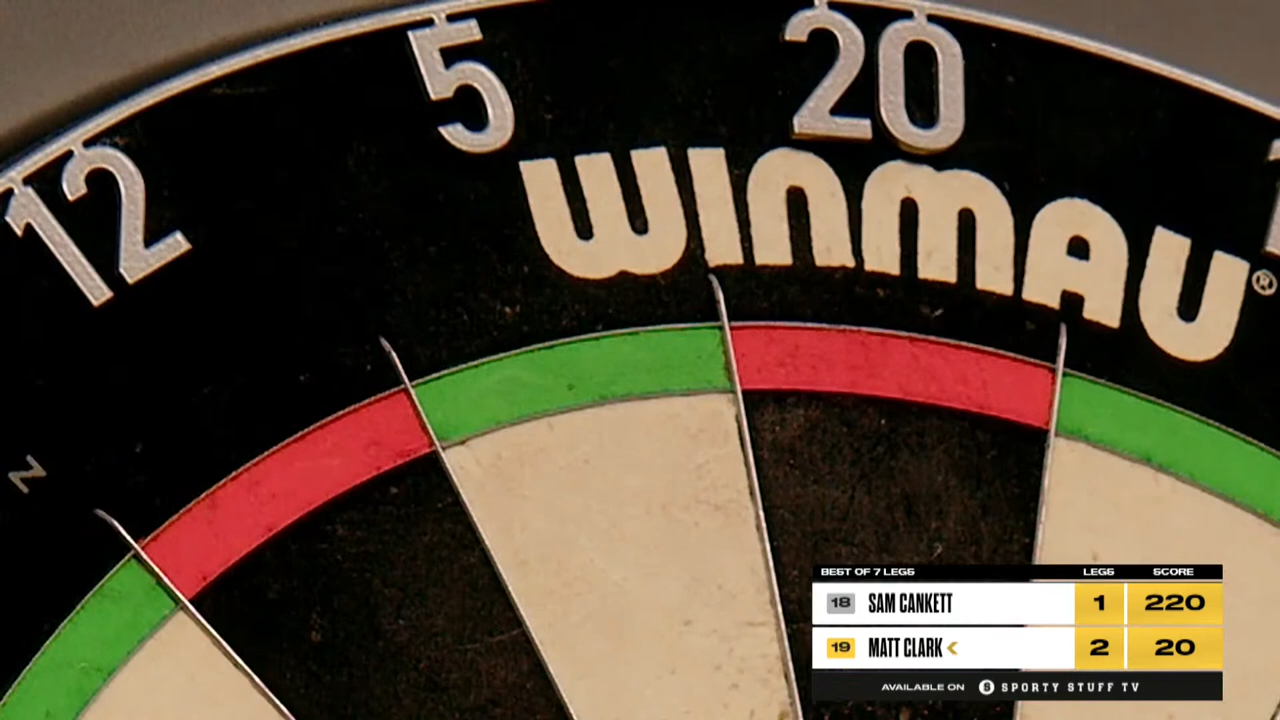 5
20
12
WINMAU®
N
BEST OF 7 LEGS LEGS SCORE
18 SAM CANKETT 1 220
19 MATT CLARK 2 20
AVAILABLE ON S SPORTY STUFF TV